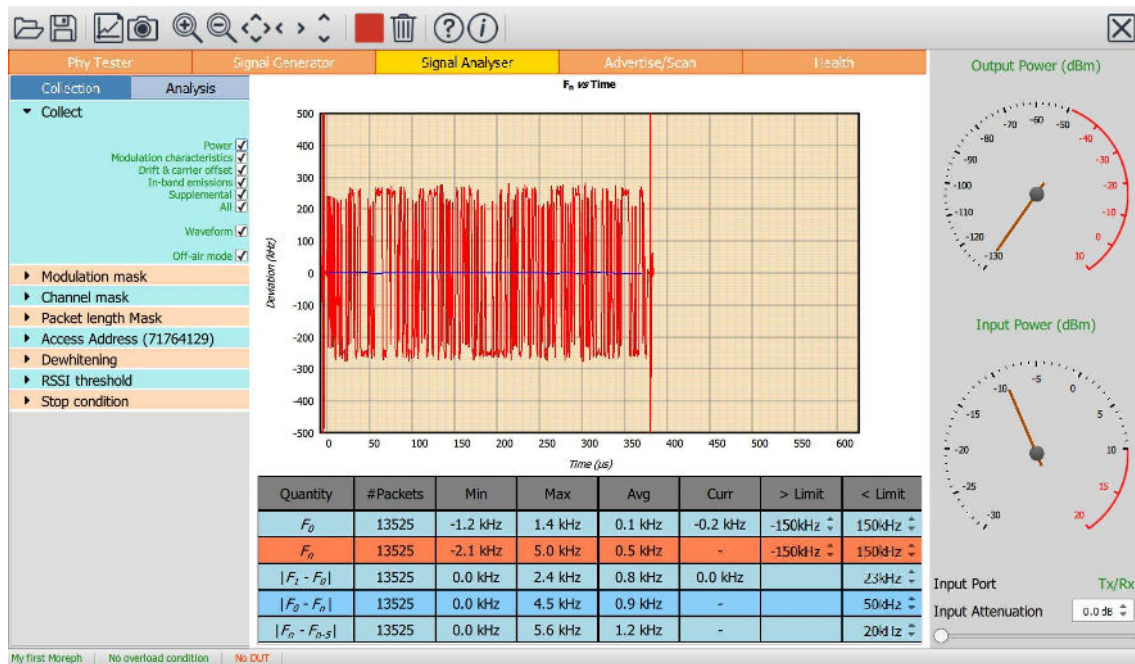 Phy Tester Signal Generator Signal Analyser Advertise/Scan Health
Collection Analysis
Collect
Power
Modulation characteristics
Drift & carrier offset
In-band emissions
Supplemental
All
Waveform
Off-air mode
Modulation mask
Channel mask
Packet length Mask
Access Address (71764129)
Dewhitening
RSSI threshold
Stop condition
Fn vs Time
500
400
300
200
100
0
-100
-200
-300
-400
-500
Deviation (kHz)
0 50 100 150 200 250 300 350 400 450 500 550 600
Time (µs)
Quantity #Packets Min Max Avg Curr > Limit < Limit
F0 13525 -1.2 kHz 1.4 kHz 0.1 kHz -0.2 kHz -150kHz 150kHz
Fn 13525 -2.1 kHz 5.0 kHz 0.5 kHz - -150kHz 150kHz
|F1 - F0| 13525 0.0 kHz 2.4 kHz 0.8 kHz 0.0 kHz 23kHz
|F0 - Fn| 13525 0.0 kHz 4.5 kHz 0.9 kHz - 50kHz
|Fn - Fn-5| 13525 0.0 kHz 5.6 kHz 1.2 kHz - 20kHz
Output Power (dBm)
-130 -120 -110 -100 -90 -80 -70 -60 -50 -40 -30 -20 -10 0 10
Input Power (dBm)
-30 -25 -20 -15 -10 -5 0 5 10 15 20
Input Port Tx/Rx
Input Attenuation 0.0 dB
My first Moreph No overload condition No DUT